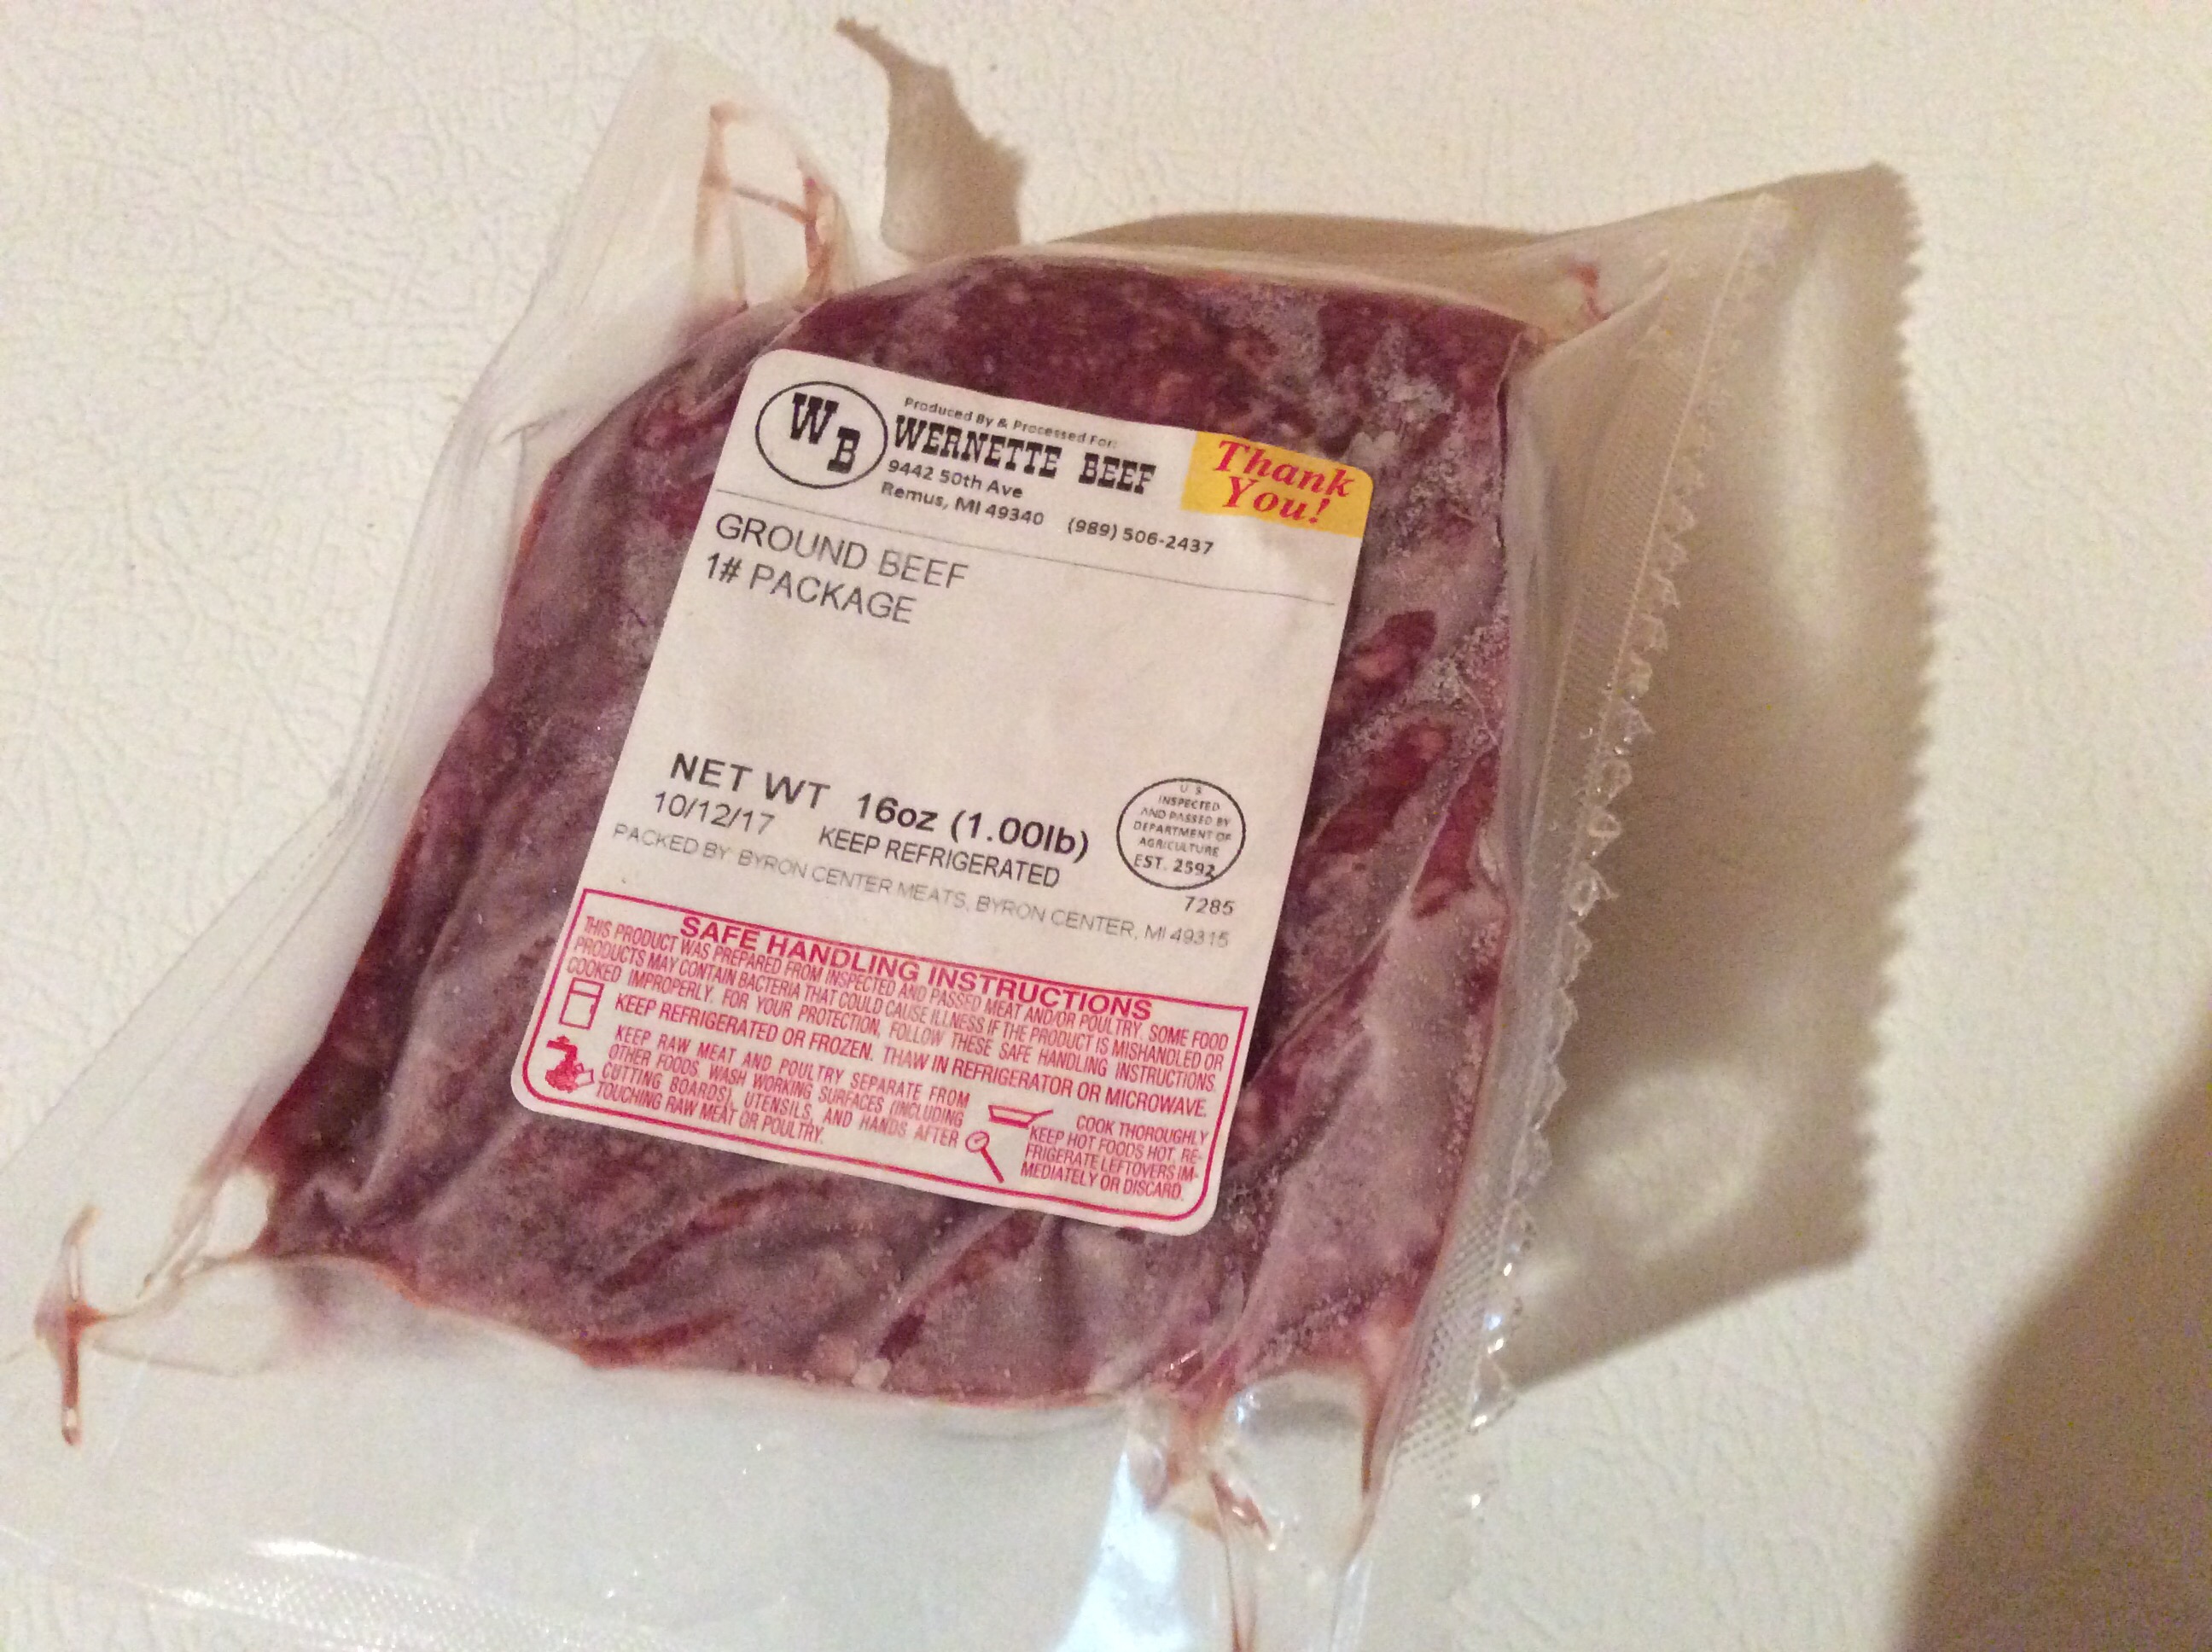 WB
Produced By & Processed For:
WERNETTE BEEF
9442 50th Ave
Remus, MI 49340 (989) 506-2437
Thank
You!
GROUND BEEF
1# PACKAGE
NET WT 16oz (1.00lb)
10/12/17 KEEP REFRIGERATED
PACKED BY BYRON CENTER MEATS, BYRON CENTER, MI 49315
U S
INSPECTED
AND PASSED BY
DEPARTMENT OF
AGRICULTURE
EST. 2592
7285
SAFE HANDLING INSTRUCTIONS
THIS PRODUCT WAS PREPARED FROM INSPECTED AND PASSED MEAT AND/OR POULTRY. SOME FOOD
PRODUCTS MAY CONTAIN BACTERIA THAT COULD CAUSE ILLNESS IF THE PRODUCT IS MISHANDLED OR
COOKED IMPROPERLY. FOR YOUR PROTECTION, FOLLOW THESE SAFE HANDLING INSTRUCTIONS.
KEEP REFRIGERATED OR FROZEN. THAW IN REFRIGERATOR OR MICROWAVE.
KEEP RAW MEAT AND POULTRY SEPARATE FROM
OTHER FOODS. WASH WORKING SURFACES (INCLUDING
CUTTING BOARDS), UTENSILS, AND HANDS AFTER
TOUCHING RAW MEAT OR POULTRY.
COOK THOROUGHLY
KEEP HOT FOODS HOT. RE-
FRIGERATE LEFTOVERS IM-
MEDIATELY OR DISCARD.